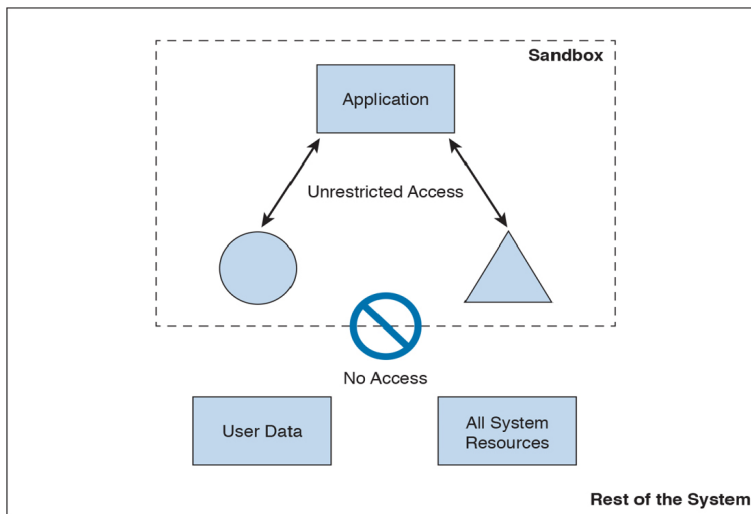 Sandbox
Application
Unrestricted Access
No Access
User Data
All System
Resources
Rest of the System